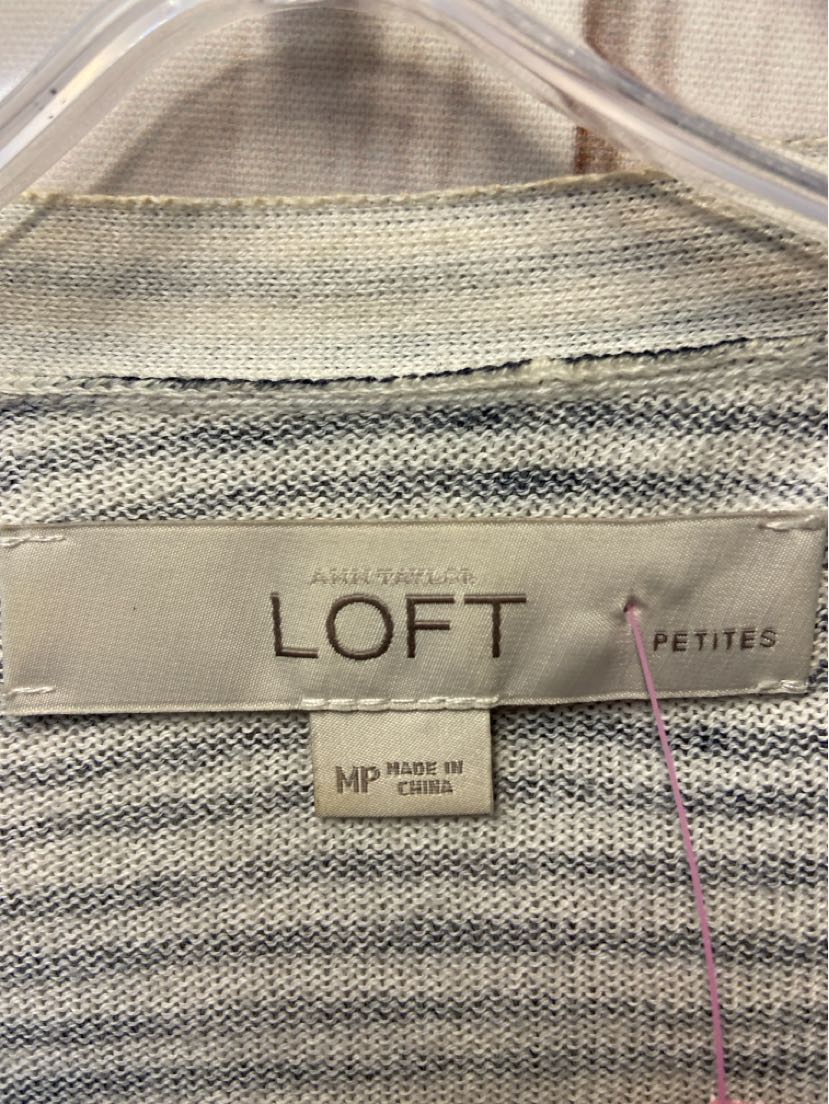 ANN TAYLOR
LOFT
PETITES
MP MADE IN
CHINA